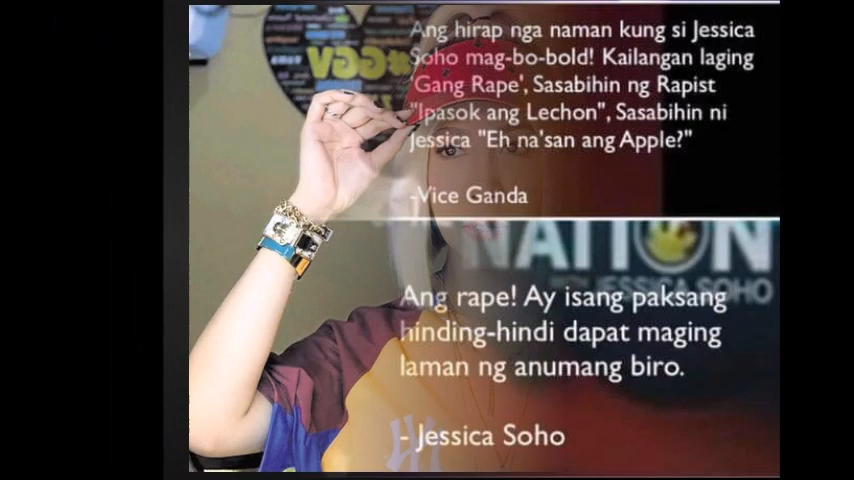 #GGV
Ang hirap nga naman kung si Jessica
Soho mag-bo-bold! Kailangan laging
'Gang Rape', Sasabihin ng Rapist
"Ipasok ang Lechon", Sasabihin ni
Jessica "Eh na'san ang Apple?"
-Vice Ganda
NATION
JESSICA SOHO
Ang rape! Ay isang paksang
hinding-hindi dapat maging
laman ng anumang biro.
- Jessica Soho